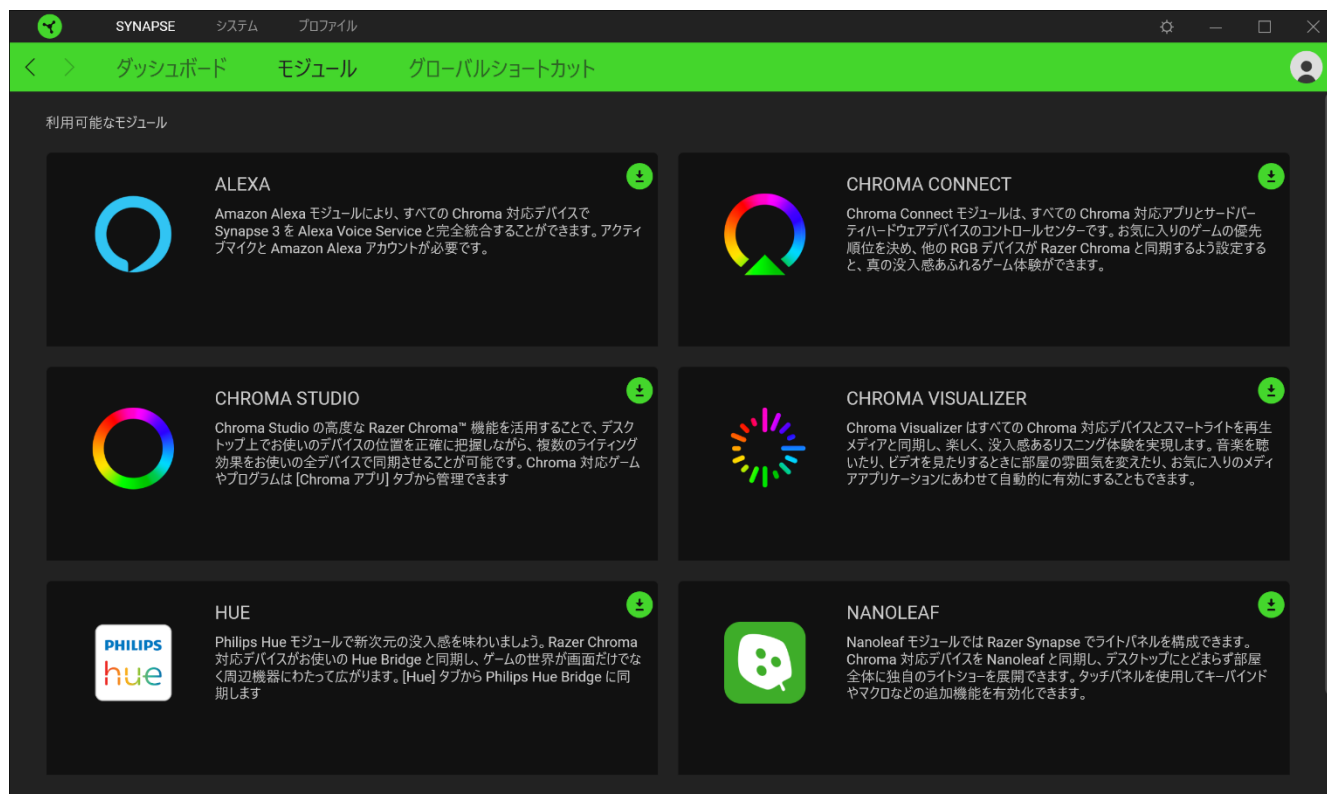 SYNAPSE システム プロファイル
ダッシュボード モジュール グローバルショートカット
利用可能なモジュール
ALEXA
Amazon Alexa モジュールにより、すべての Chroma 対応デバイスで
Synapse 3 を Alexa Voice Service と完全統合することができます。アクティ
ブマイクと Amazon Alexa アカウントが必要です。
CHROMA CONNECT
Chroma Connect モジュールは、すべての Chroma 対応アプリとサードパー
ティハードウェアデバイスのコントロールセンターです。お気に入りのゲームの優先
順位を決め、他の RGB デバイスが Razer Chroma と同期するよう設定する
と、真の没入感あふれるゲーム体験ができます。
CHROMA STUDIO
Chroma Studio の高度な Razer Chroma™ 機能を活用することで、デスク
トップ上でお使いのデバイスの位置を正確に把握しながら、複数のライティング
効果をお使いの全デバイスで同期させることが可能です。Chroma 対応ゲーム
やプログラムは [Chroma アプリ] タブから管理できます
CHROMA VISUALIZER
Chroma Visualizer はすべての Chroma 対応デバイスとスマートライトを再生
メディアと同期し、楽しく、没入感あるリスニング体験を実現します。音楽を聴
いたり、ビデオを見たりするときに部屋の雰囲気を変えたり、お気に入りのメディ
アアプリケーションにあわせて自動的に有効にすることもできます。
PHILIPS
hue
HUE
Philips Hue モジュールで新次元の没入感を味わいましょう。Razer Chroma
対応デバイスがお使いの Hue Bridge と同期し、ゲームの世界が画面だけでな
く周辺機器にわたって広がります。[Hue] タブから Philips Hue Bridge に同
期します
NANOLEAF
Nanoleaf モジュールでは Razer Synapse でライトパネルを構成できます。
Chroma 対応デバイスを Nanoleaf と同期し、デスクトップにとどまらず部屋
全体に独自のライトショーを展開できます。タッチパネルを使用してキーバインド
やマクロなどの追加機能を有効化できます。